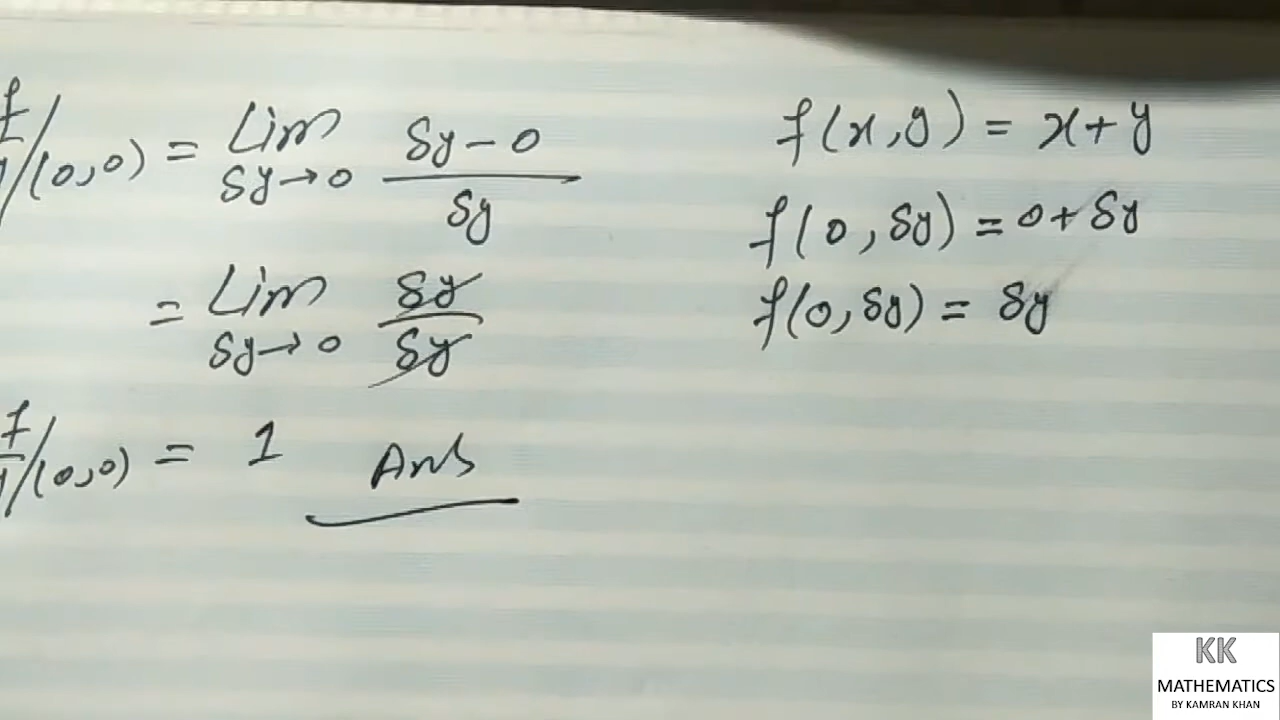 f/(0,0) = Lim δy→0 (δy - 0)/δy
= Lim δy→0 δy/δy
f/(0,0) = 1 Ans
f(x,y) = x+y
f(0,δy) = 0+δy
f(0,δy) = δy
KK
MATHEMATICS
BY KAMRAN KHAN